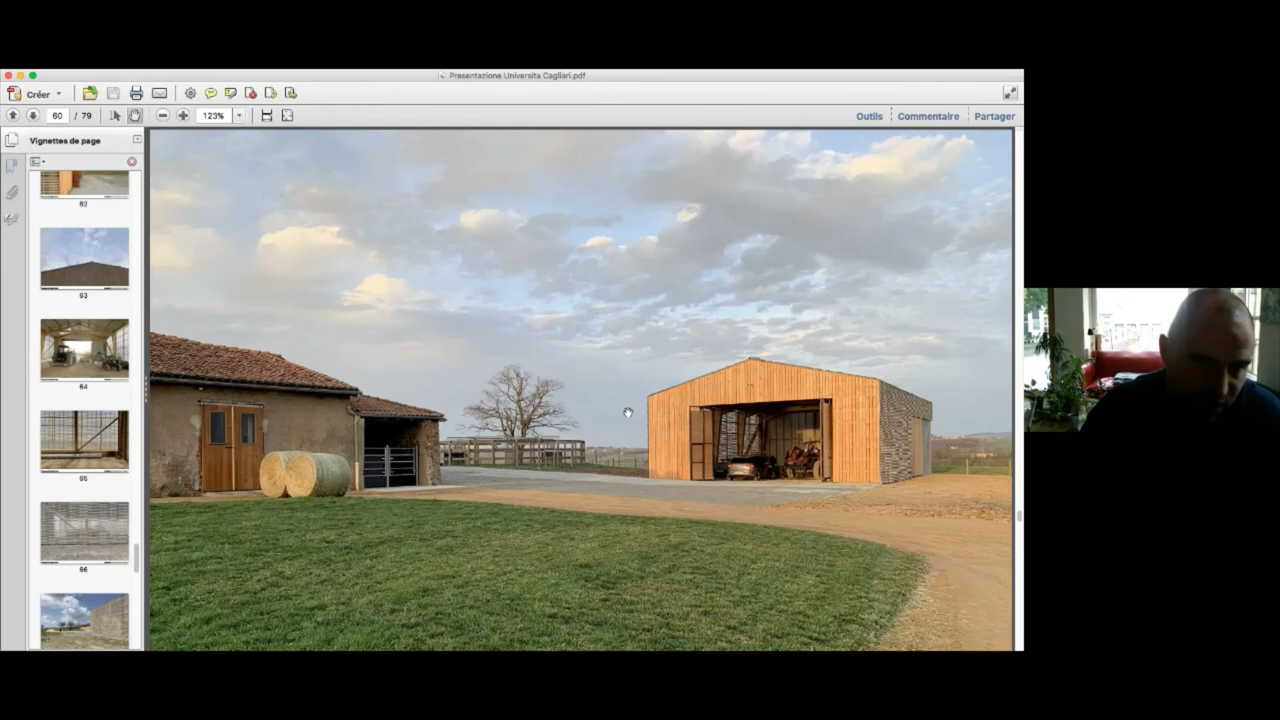 Presentazione Universita Cagliari.pdf
Créer
60 / 79
123%
Outils
Commentaire
Partager
Vignettes de page
62
63
64
65
66